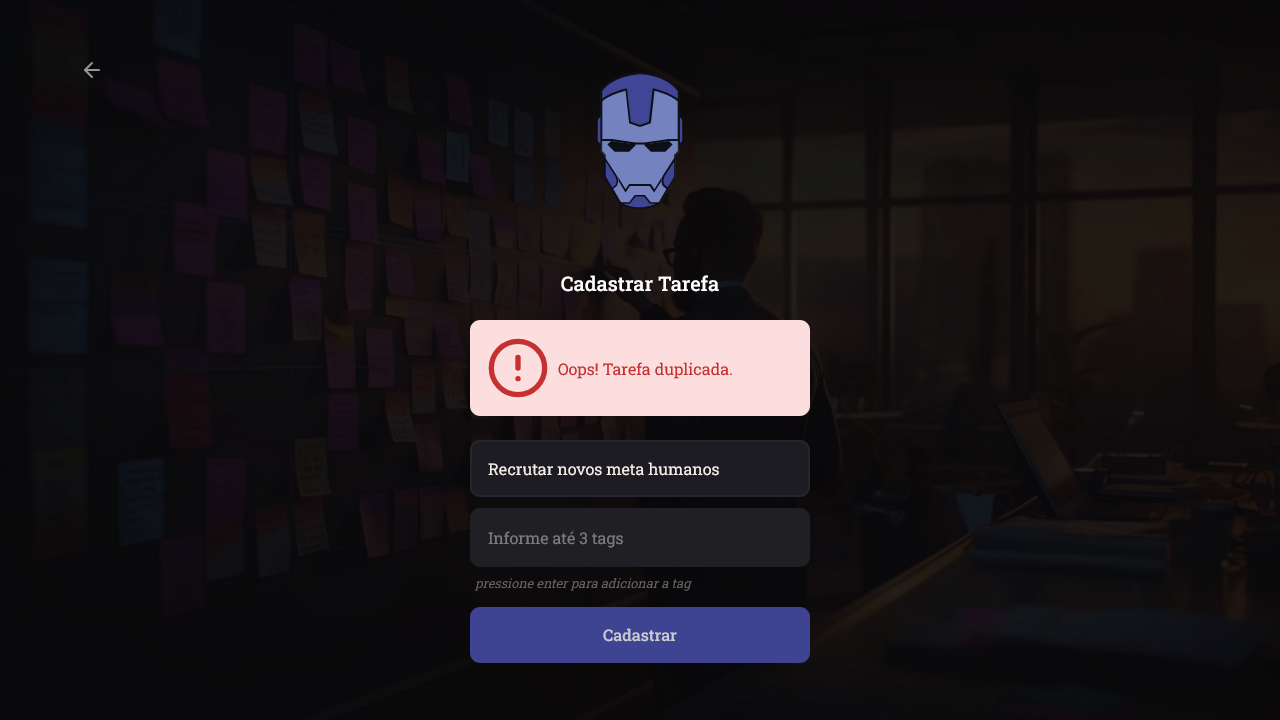 Cadastrar Tarefa
Oops! Tarefa duplicada.
Recrutar novos meta humanos
Informe até 3 tags
pressione enter para adicionar a tag
Cadastrar